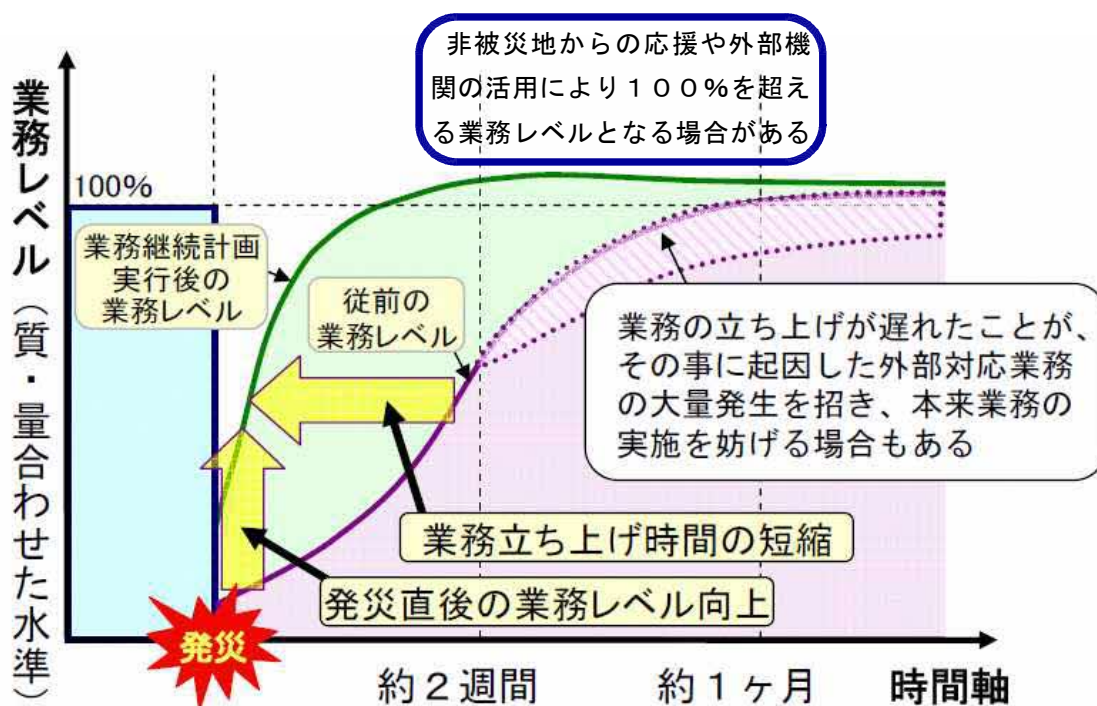 非被災地からの応援や外部機
関の活用により１００%を超え
る業務レベルとなる場合がある
業務レベル（質・量合わせた水準）
100%
業務継続計画
実行後の
業務レベル
従前の
業務レベル
業務の立ち上げが遅れたことが、
その事に起因した外部対応業務
の大量発生を招き、本来業務の
実施を妨げる場合もある
業務立ち上げ時間の短縮
発災直後の業務レベル向上
発災
約２週間
約１ヶ月
時間軸